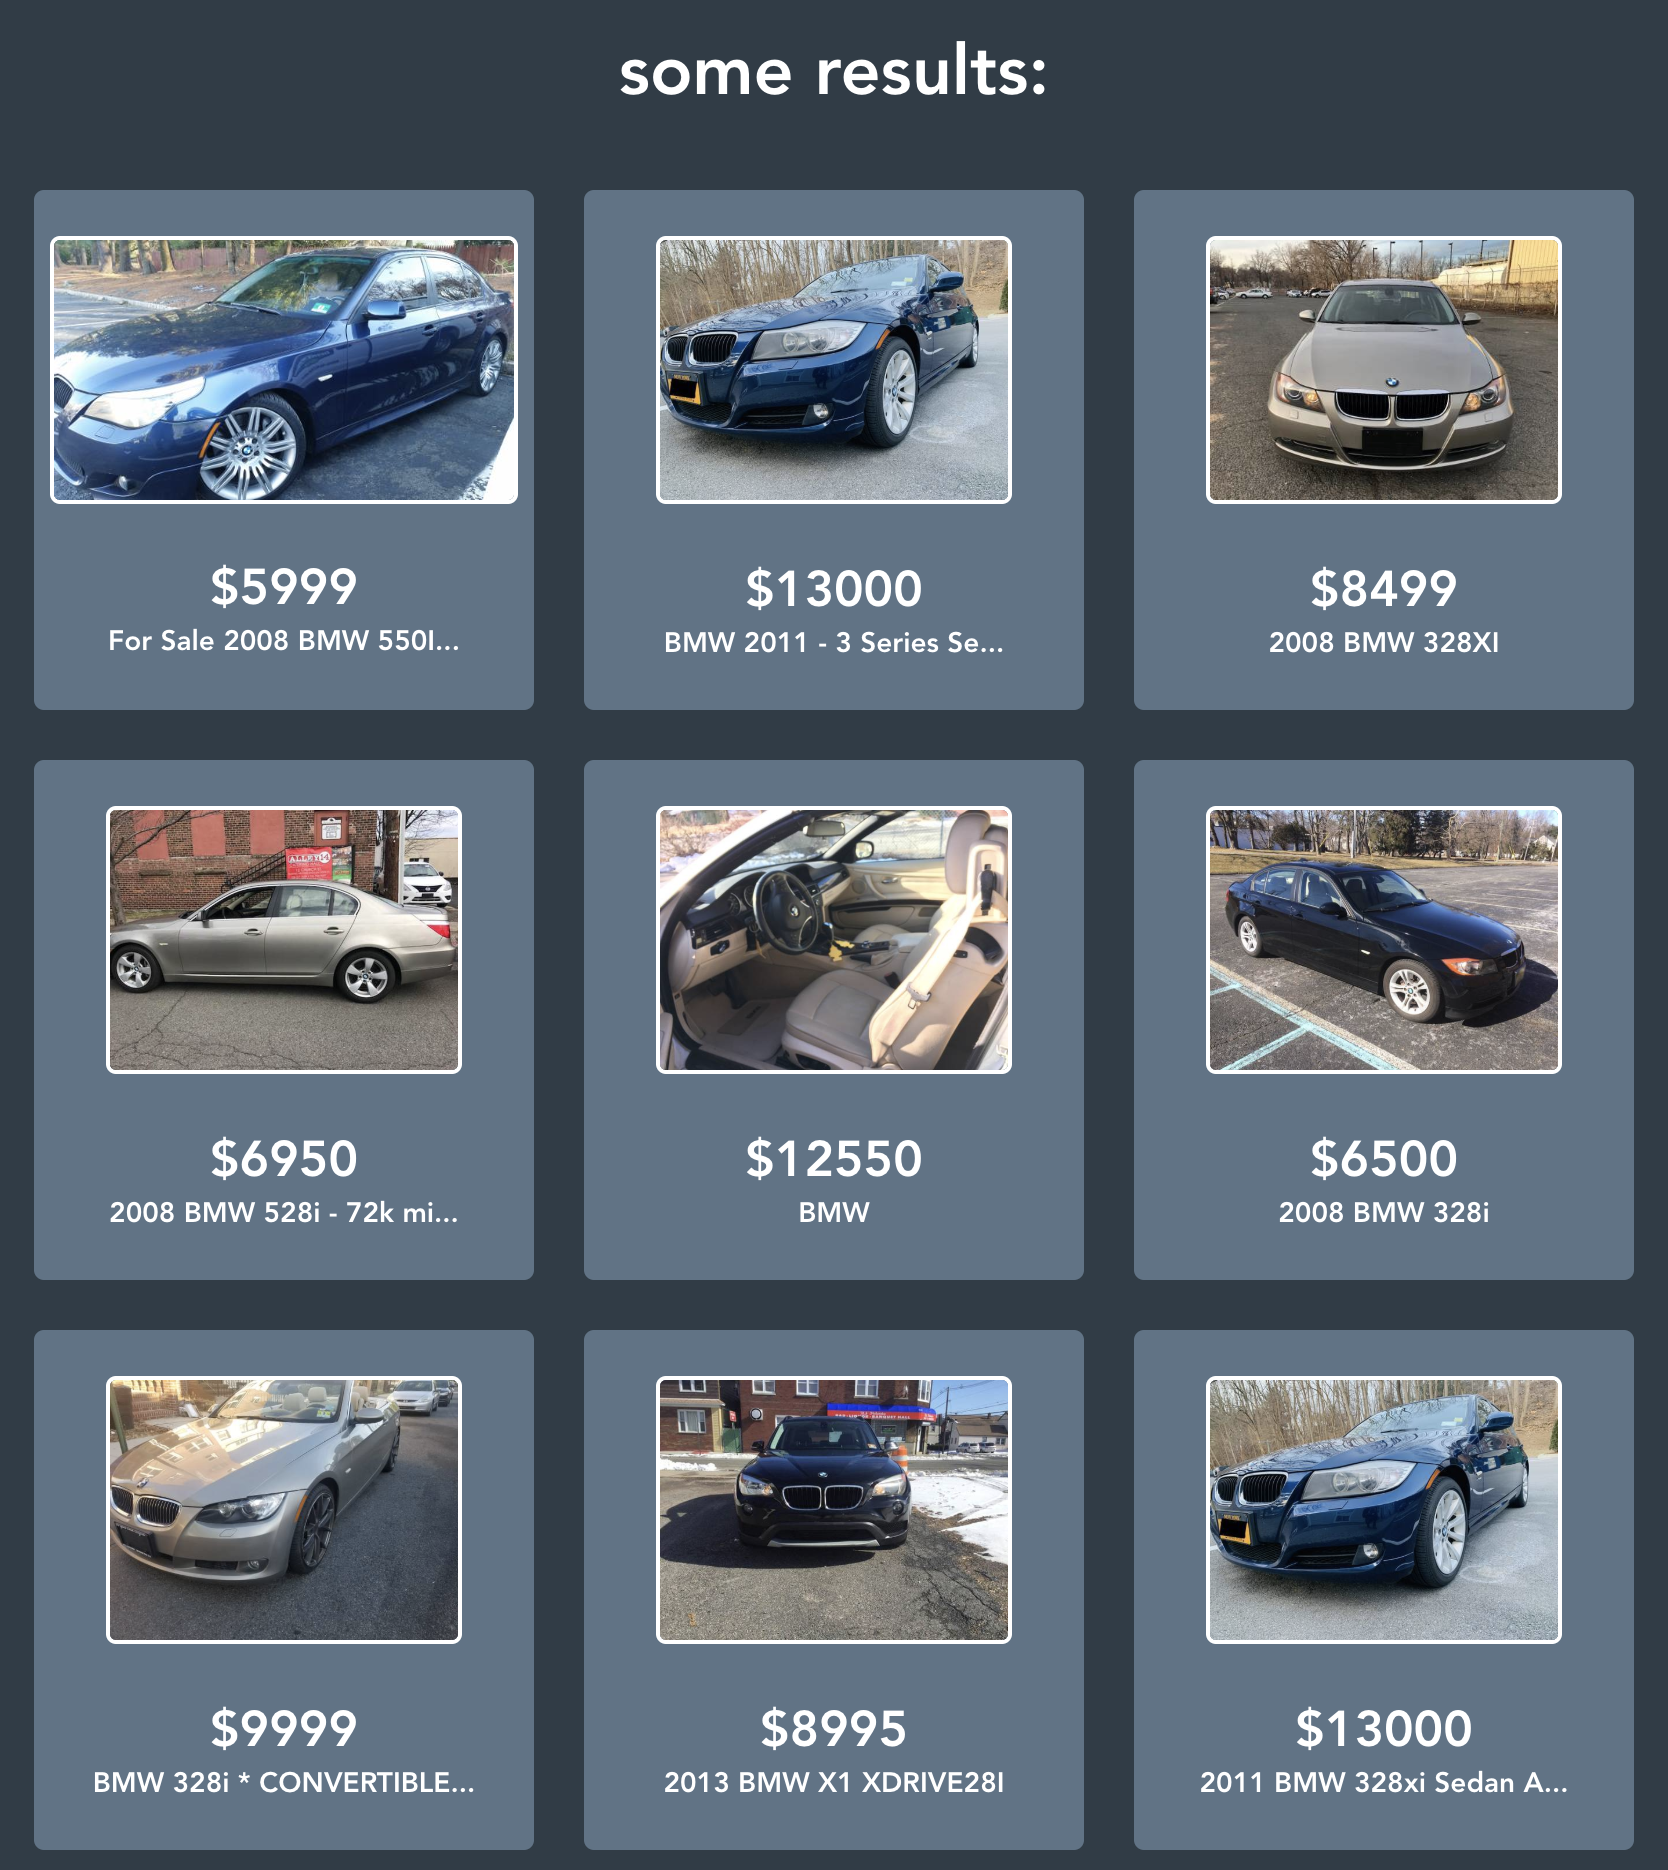 some results:
$5999
For Sale 2008 BMW 550I...
$13000
BMW 2011 - 3 Series Se...
$8499
2008 BMW 328XI
ALLEY
$6950
2008 BMW 528i - 72k mi...
$12550
BMW
$6500
2008 BMW 328i
$9999
BMW 328i * CONVERTIBLE...
$8995
2013 BMW X1 XDRIVE28I
$13000
2011 BMW 328xi Sedan A...